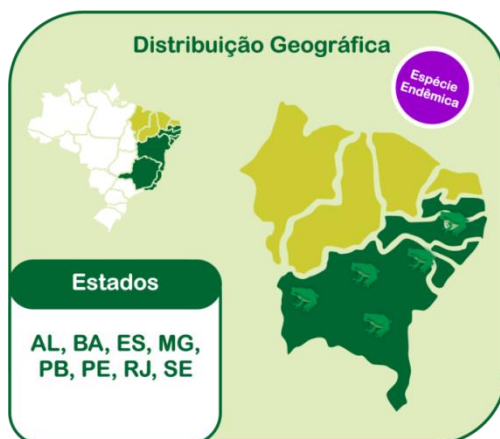 Distribuição Geográfica
Espécie
Endêmica
Estados
AL, BA, ES, MG,
PB, PE, RJ, SE